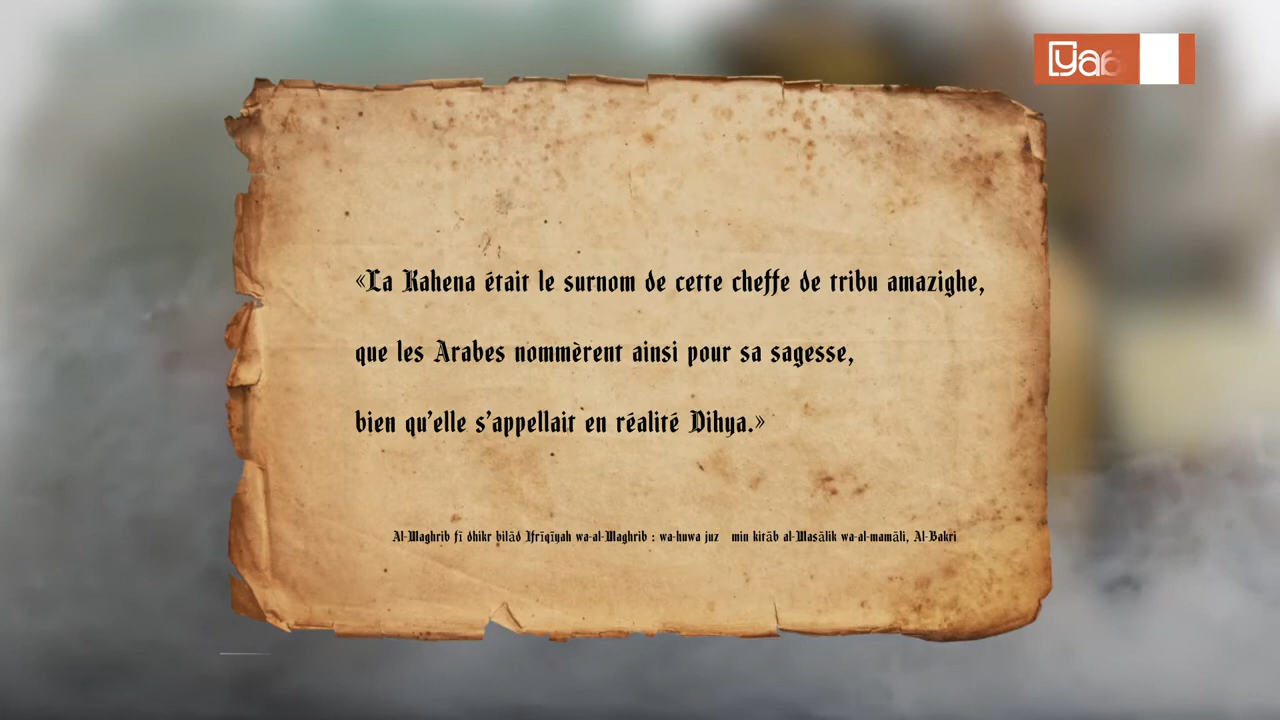 yab
«La Kahena était le surnom de cette cheffe de tribu amazighe,
que les Arabes nommèrent ainsi pour sa sagesse,
bien qu'elle s'appellait en réalité Dihya.»
Al-Maghrib fī dhikr bilād Ifrīqīyah wa-al-Maghrib : wa-huwa juz min kitāb al-Masālik wa-al-mamāli, Al-Bakri